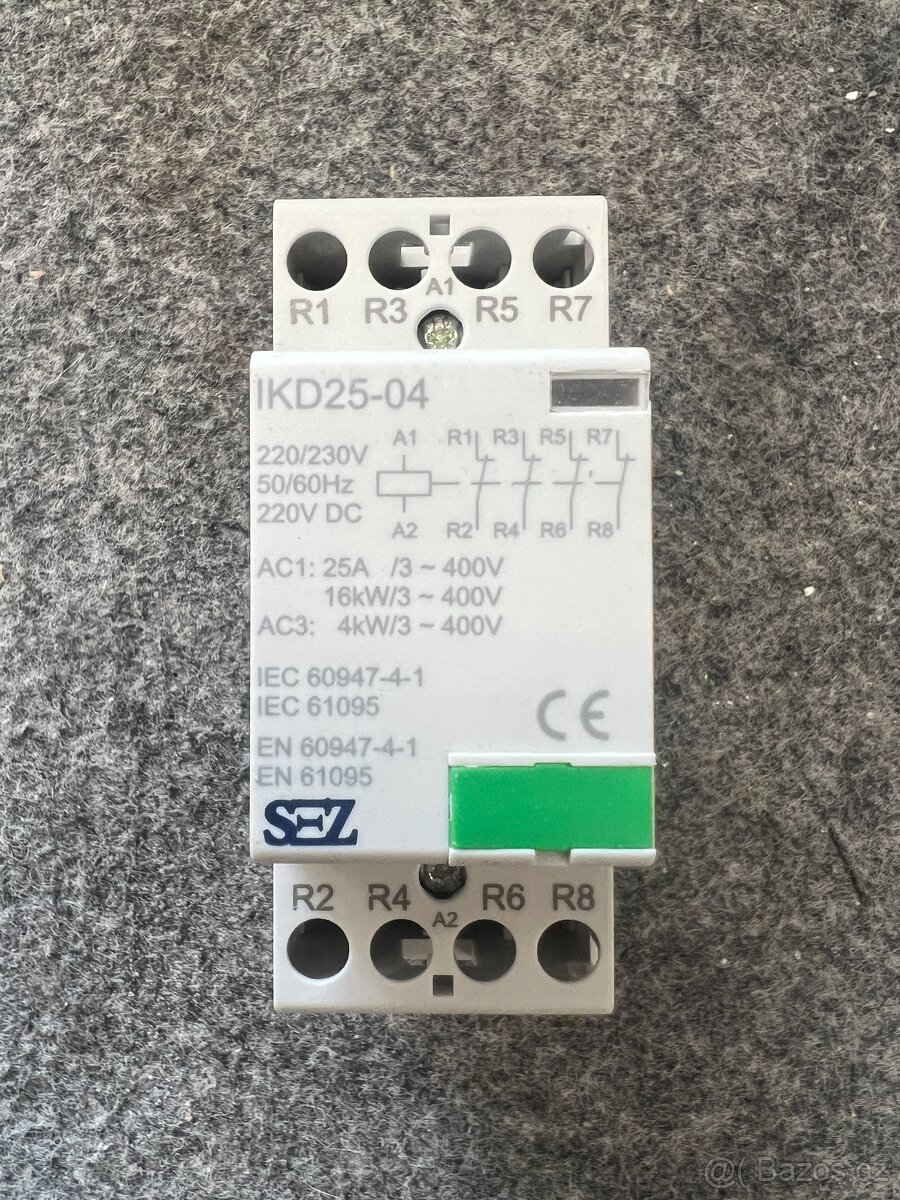 R1 R3 A1 R5 R7
IKD25-04
220/230V
50/60Hz
220V DC
A1 R1 R3 R5 R7
A2 R2 R4 R6 R8
AC1: 25A /3 ~ 400V
16kW/3 ~ 400V
AC3: 4kW/3 ~ 400V
IEC 60947-4-1
IEC 61095
CE
EN 60947-4-1
EN 61095
SEZ
R2 R4 A2 R6 R8
@( Bazos.cz